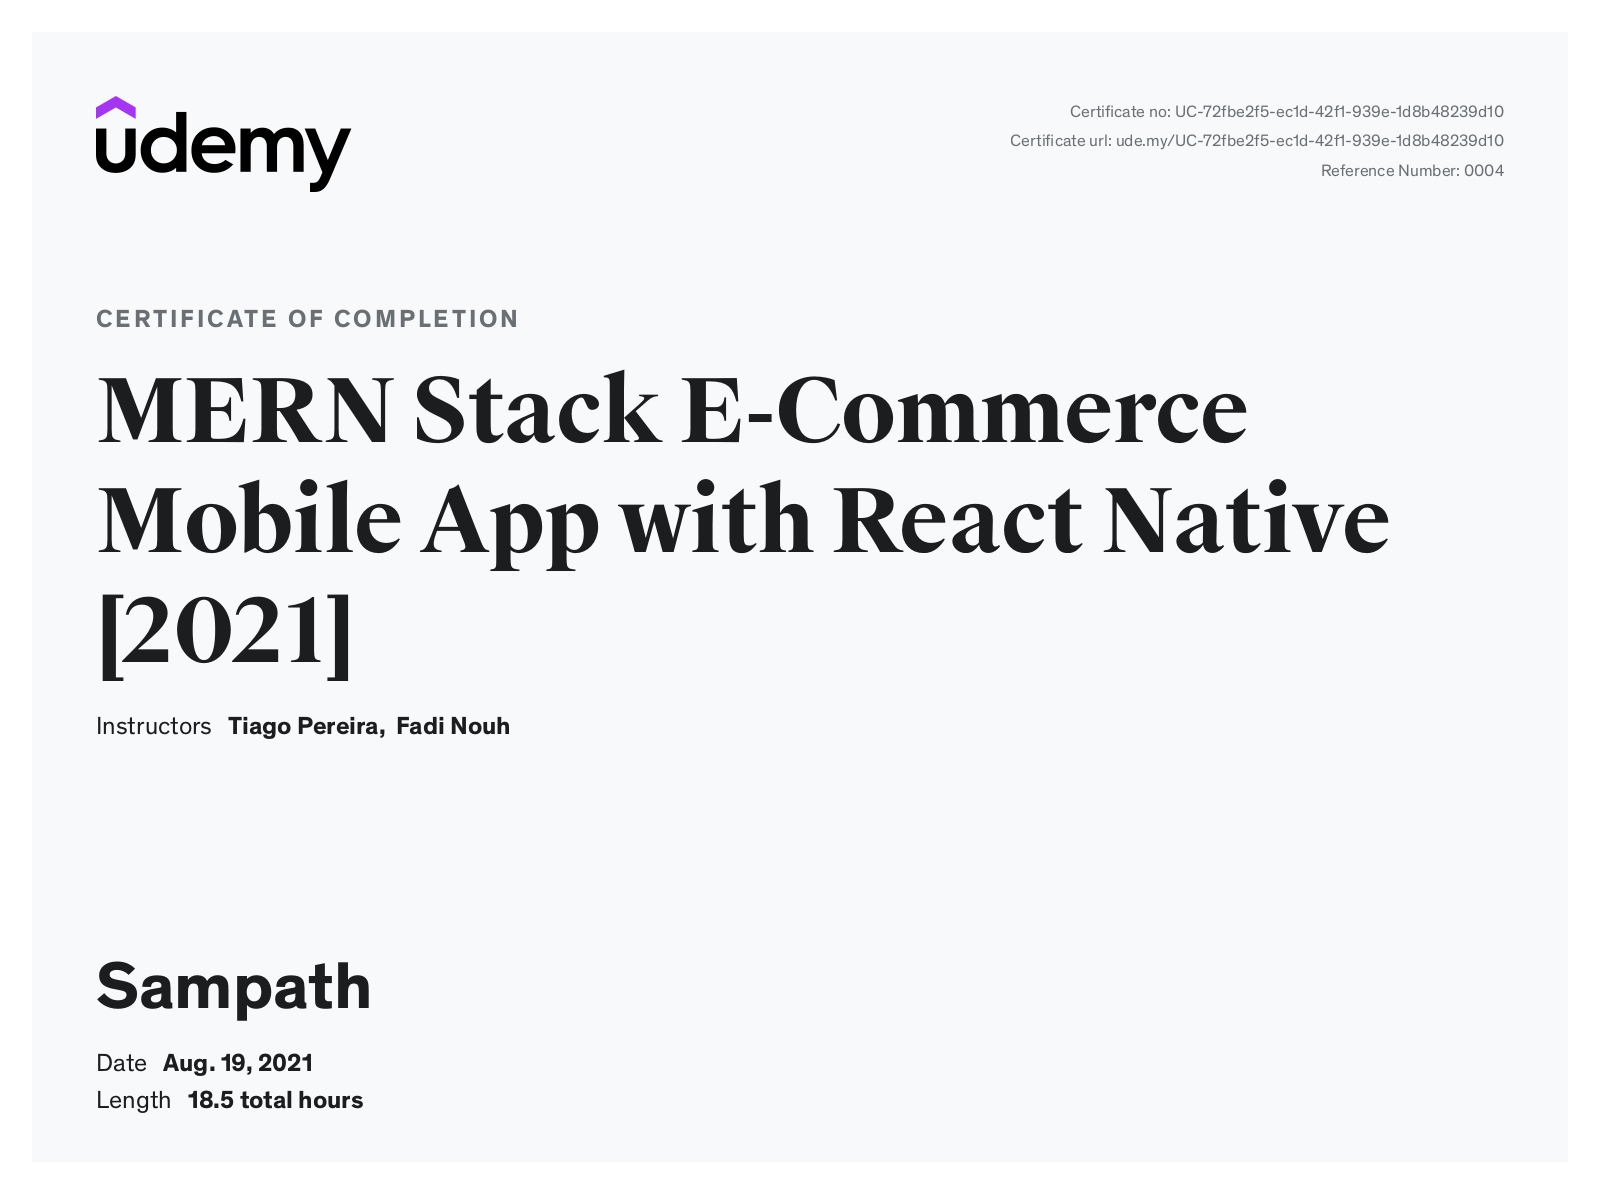 udemy
Certificate no: UC-72fbe2f5-ec1d-42f1-939e-1d8b48239d10
Certificate url: ude.my/UC-72fbe2f5-ec1d-42f1-939e-1d8b48239d10
Reference Number: 0004
CERTIFICATE OF COMPLETION
MERN Stack E-Commerce
Mobile App with React Native
[2021]
Instructors Tiago Pereira, Fadi Nouh
Sampath
Date Aug. 19, 2021
Length 18.5 total hours